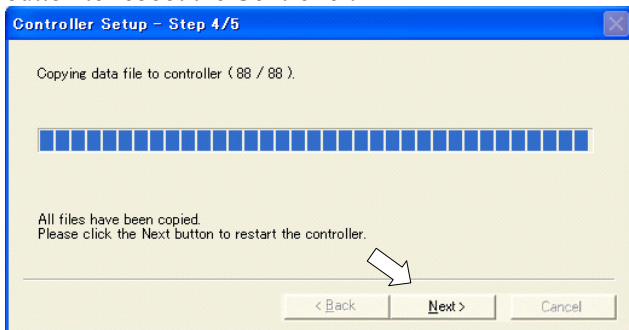 Controller Setup - Step 4/5
Copying data file to controller ( 88 / 88 ).
All files have been copied.
Please click the Next button to restart the controller.
< Back
Next >
Cancel